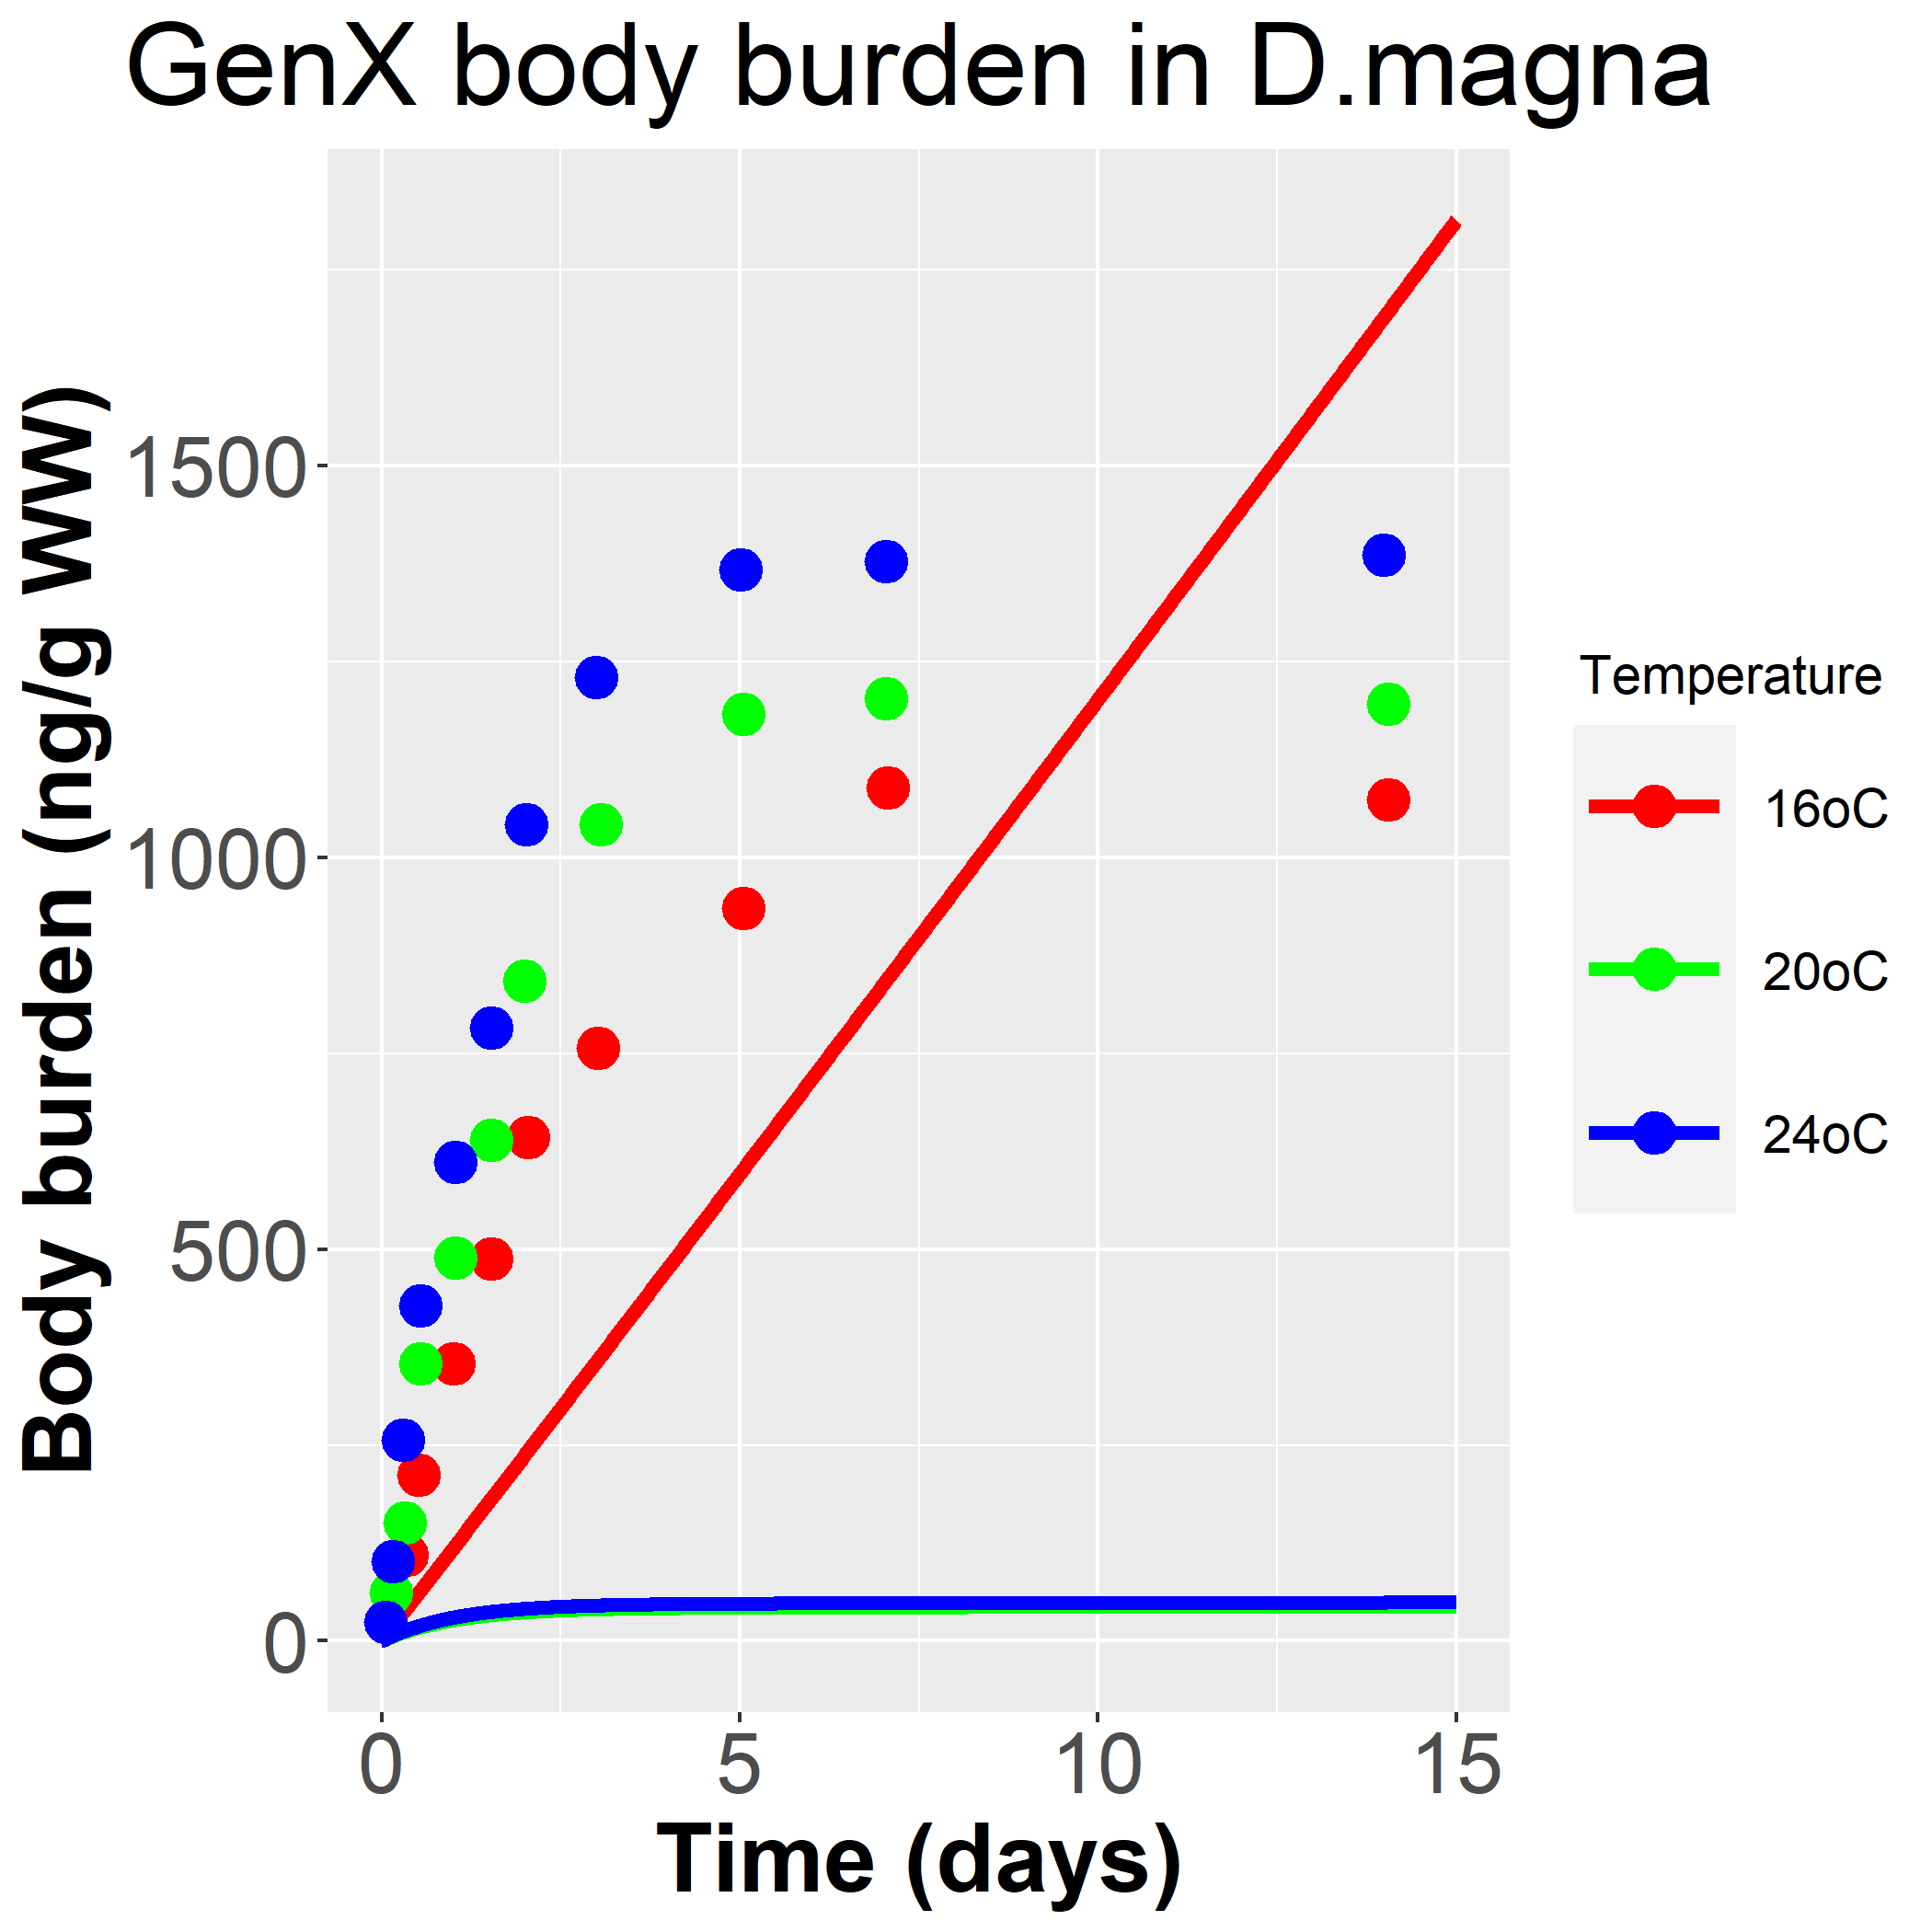 GenX body burden in D.magna
Body burden (ng/g WW)
1500
1000
500
0
0 5 10 15
Time (days)
Temperature
16oC
20oC
24oC